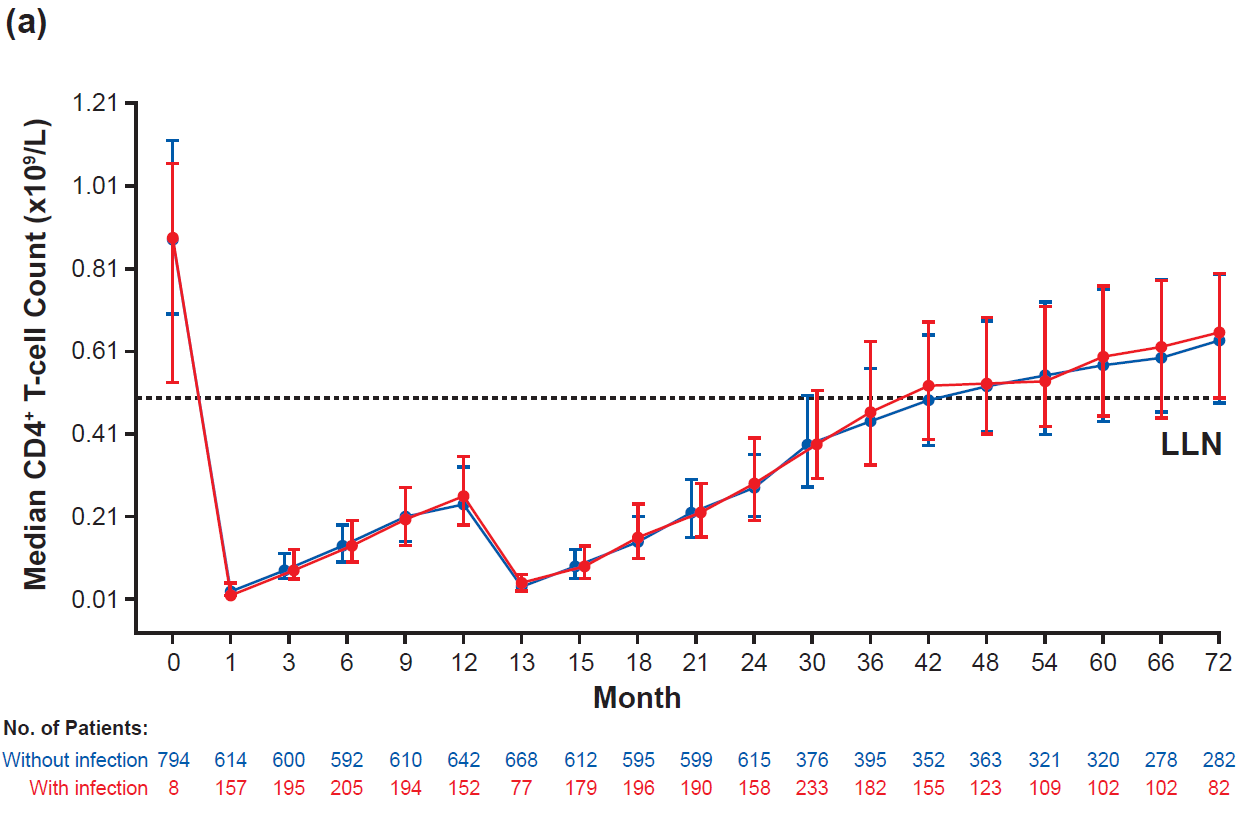 (a)
Median CD4⁺ T-cell Count (x10⁹/L)
1.21
1.01
0.81
0.61
0.41
0.21
0.01
LLN
0 1 3 6 9 12 13 15 18 21 24 30 36 42 48 54 60 66 72
Month
No. of Patients:
Without infection 794 614 600 592 610 642 668 612 595 599 615 376 395 352 363 321 320 278 282
With infection 8 157 195 205 194 152 77 179 196 190 158 233 182 155 123 109 102 102 82